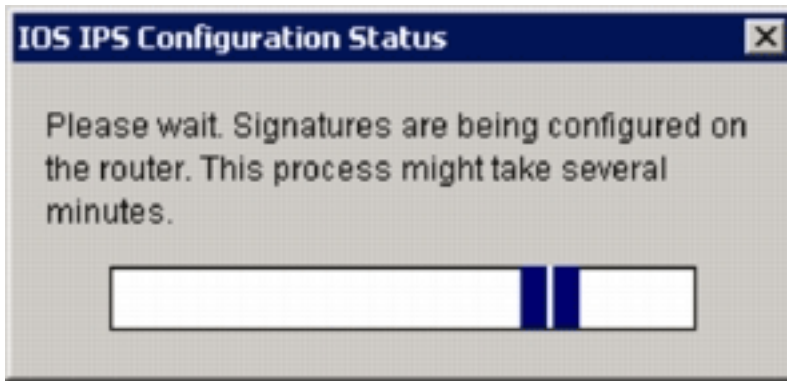 IOS IPS Configuration Status
Please wait. Signatures are being configured on
the router. This process might take several
minutes.